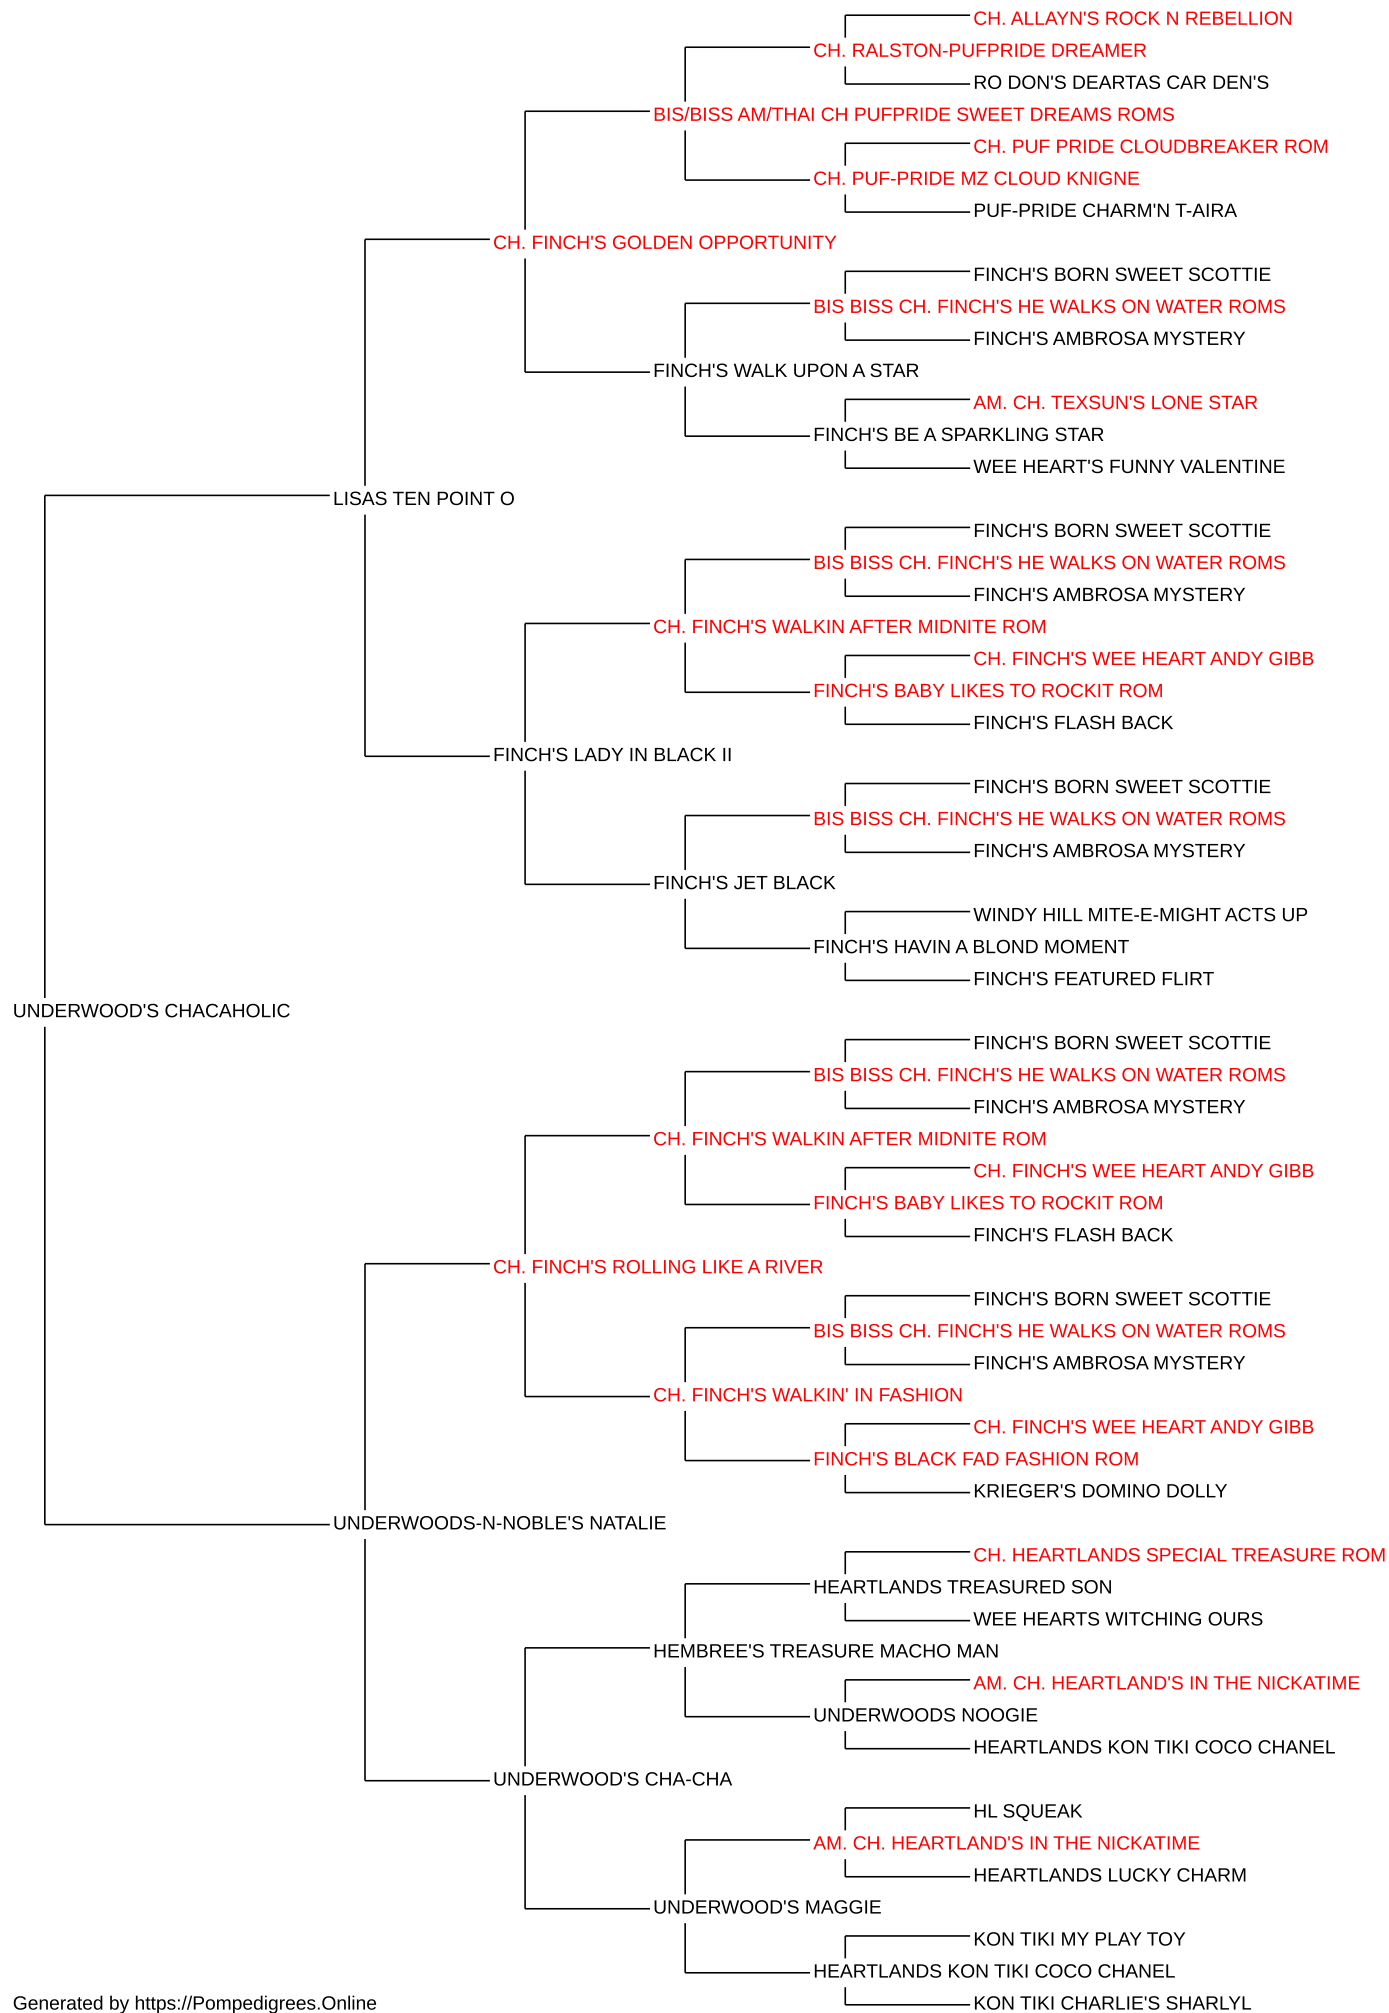 CH. ALLAYN'S ROCK N REBELLION
CH. RALSTON-PUFPRIDE DREAMER
RO DON'S DEARTAS CAR DEN'S
BIS/BISS AM/THAI CH PUFPRIDE SWEET DREAMS ROMS
CH. PUF PRIDE CLOUDBREAKER ROM
CH. PUF-PRIDE MZ CLOUD KNIGNE
PUF-PRIDE CHARM'N T-AIRA
CH. FINCH'S GOLDEN OPPORTUNITY
FINCH'S BORN SWEET SCOTTIE
BIS BISS CH. FINCH'S HE WALKS ON WATER ROMS
FINCH'S AMBROSA MYSTERY
FINCH'S WALK UPON A STAR
AM. CH. TEXSUN'S LONE STAR
FINCH'S BE A SPARKLING STAR
WEE HEART'S FUNNY VALENTINE
LISAS TEN POINT O
FINCH'S BORN SWEET SCOTTIE
BIS BISS CH. FINCH'S HE WALKS ON WATER ROMS
FINCH'S AMBROSA MYSTERY
CH. FINCH'S WALKIN AFTER MIDNITE ROM
CH. FINCH'S WEE HEART ANDY GIBB
FINCH'S BABY LIKES TO ROCKIT ROM
FINCH'S FLASH BACK
FINCH'S LADY IN BLACK II
FINCH'S BORN SWEET SCOTTIE
BIS BISS CH. FINCH'S HE WALKS ON WATER ROMS
FINCH'S AMBROSA MYSTERY
FINCH'S JET BLACK
WINDY HILL MITE-E-MIGHT ACTS UP
FINCH'S HAVIN A BLOND MOMENT
FINCH'S FEATURED FLIRT
UNDERWOOD'S CHACAHOLIC
FINCH'S BORN SWEET SCOTTIE
BIS BISS CH. FINCH'S HE WALKS ON WATER ROMS
FINCH'S AMBROSA MYSTERY
CH. FINCH'S WALKIN AFTER MIDNITE ROM
CH. FINCH'S WEE HEART ANDY GIBB
FINCH'S BABY LIKES TO ROCKIT ROM
FINCH'S FLASH BACK
CH. FINCH'S ROLLING LIKE A RIVER
FINCH'S BORN SWEET SCOTTIE
BIS BISS CH. FINCH'S HE WALKS ON WATER ROMS
FINCH'S AMBROSA MYSTERY
CH. FINCH'S WALKIN' IN FASHION
CH. FINCH'S WEE HEART ANDY GIBB
FINCH'S BLACK FAD FASHION ROM
KRIEGER'S DOMINO DOLLY
UNDERWOODS-N-NOBLE'S NATALIE
CH. HEARTLANDS SPECIAL TREASURE ROM
HEARTLANDS TREASURED SON
WEE HEARTS WITCHING OURS
HEMBREE'S TREASURE MACHO MAN
AM. CH. HEARTLAND'S IN THE NICKATIME
UNDERWOODS NOOGIE
HEARTLANDS KON TIKI COCO CHANEL
UNDERWOOD'S CHA-CHA
HL SQUEAK
AM. CH. HEARTLAND'S IN THE NICKATIME
HEARTLANDS LUCKY CHARM
UNDERWOOD'S MAGGIE
KON TIKI MY PLAY TOY
HEARTLANDS KON TIKI COCO CHANEL
KON TIKI CHARLIE'S SHARLYL
Generated by https://Pompedigrees.Online